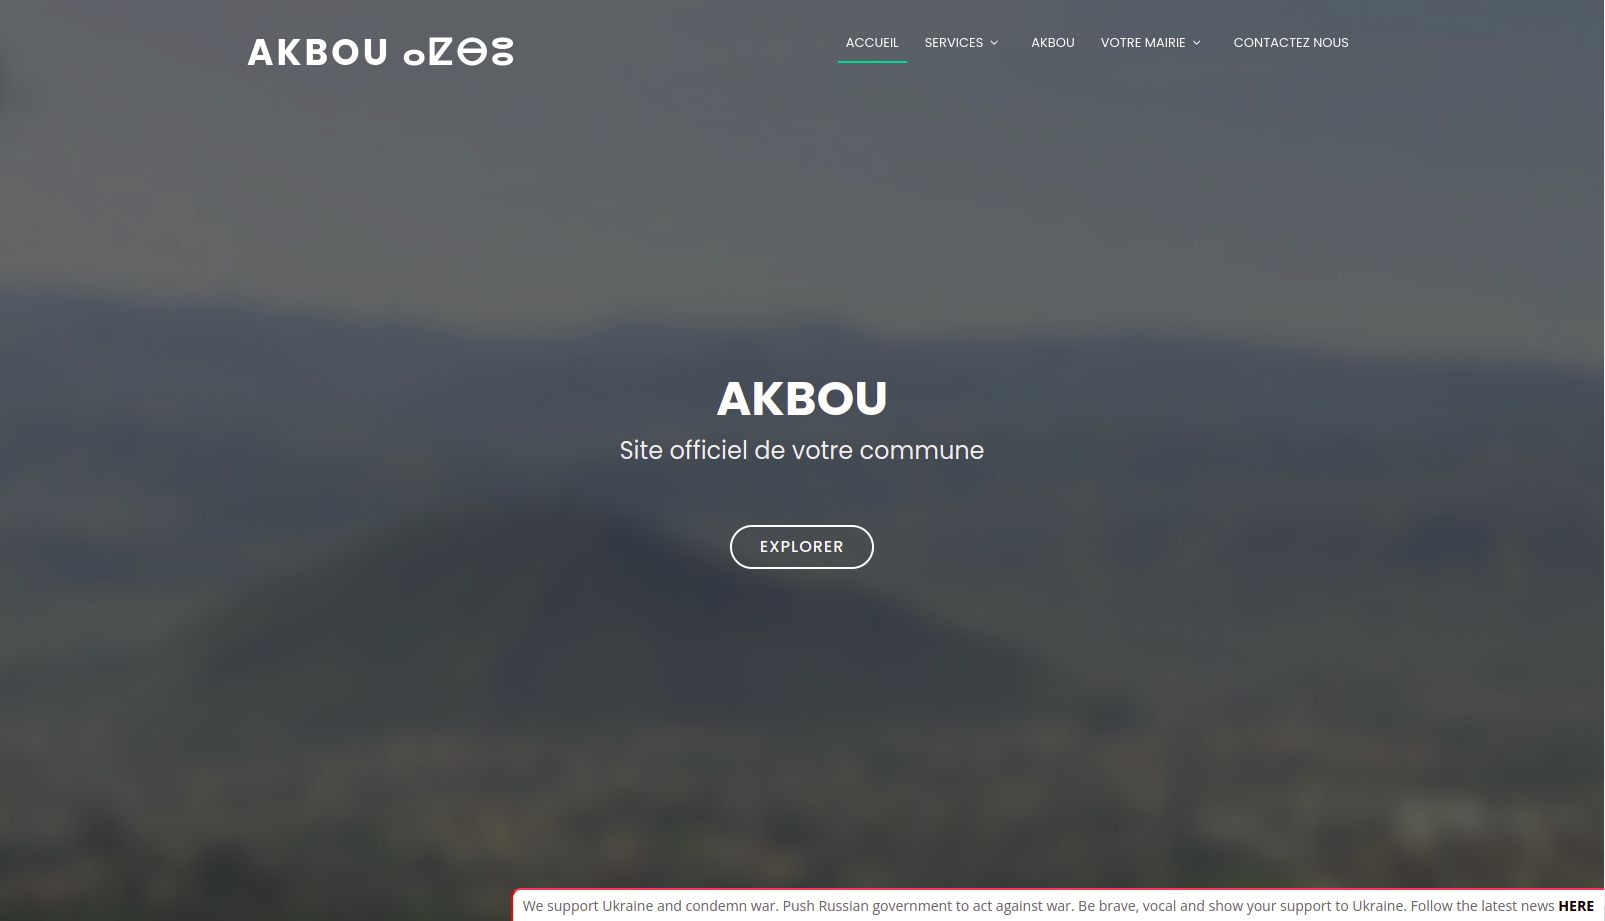 AKBOU ⴰⴽⴱⵓ
ACCUEIL SERVICES AKBOU VOTRE MAIRIE CONTACTEZ NOUS
AKBOU
Site officiel de votre commune
EXPLORER
We support Ukraine and condemn war. Push Russian government to act against war. Be brave, vocal and show your support to Ukraine. Follow the latest news HERE